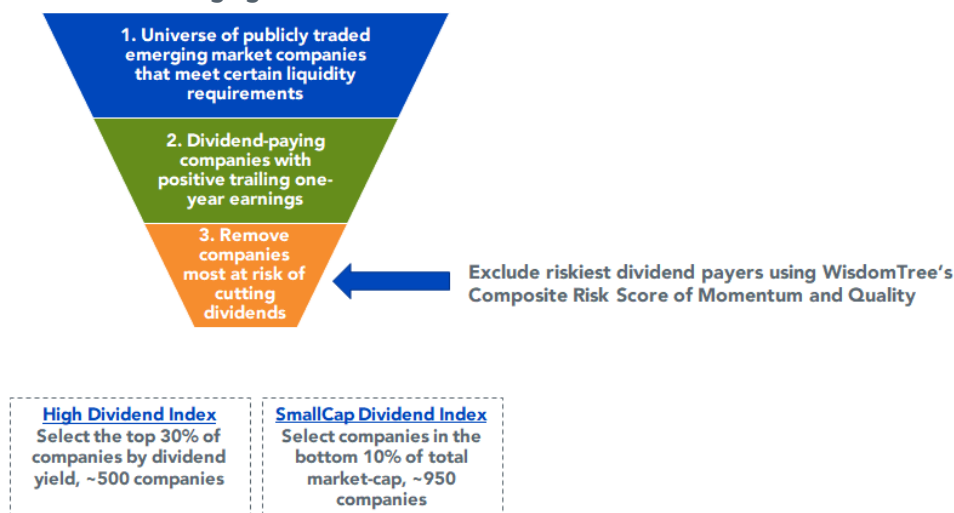 1. Universe of publicly traded
emerging market companies
that meet certain liquidity
requirements
2. Dividend-paying
companies with
positive trailing one-
year earnings
3. Remove
companies
most at risk of
cutting
dividends
Exclude riskiest dividend payers using WisdomTree’s
Composite Risk Score of Momentum and Quality
High Dividend Index
Select the top 30% of
companies by dividend
yield, ~500 companies
SmallCap Dividend Index
Select companies in the
bottom 10% of total
market-cap, ~950
companies